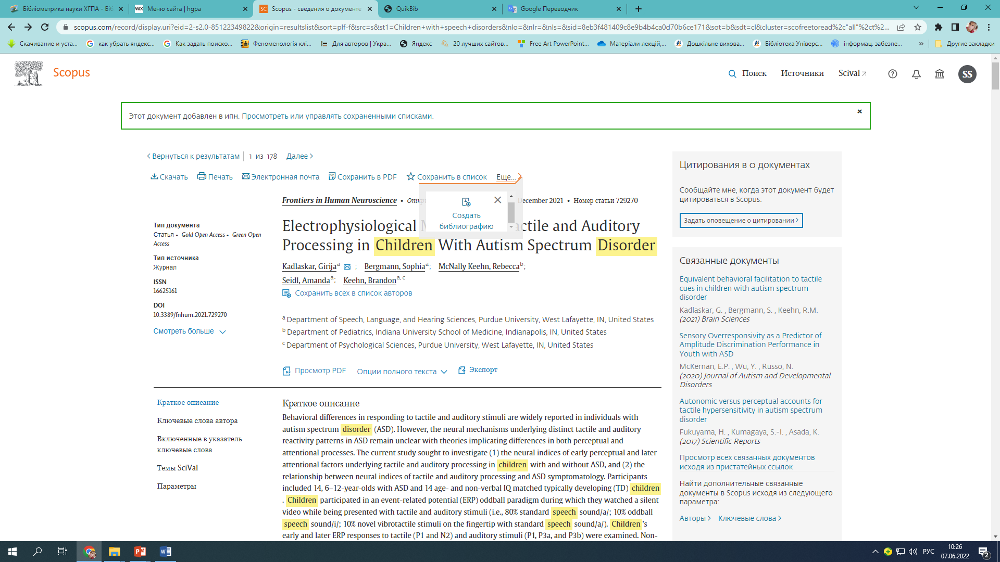 Бібліометрика науки ХГПА - Біб
Меню сайта | hgpa
Scopus - сведения о документе
QuikBib
Google Переводчик
scopus.com/record/display.uri?eid=2-s2.0-85122349822&origin=resultslist&sort=plf-f&src=s&st1=Children+with+speech+disorders&nlo=&nlr=&nls=&sid=8eb3f481409c8e9b4b4ca0d70b6ce171&sot=b&sdt=cl&cluster=scofreetoread%2c"all"%2ct%2...
Скачивание и уста...
как убрать яндекс...
Как задать поиско...
Феноменологія клі...
Для авторов | Укра...
Яндекс
20 лучших сайтов...
Free Art PowerPoint...
Матеріали лекцій,...
Дошкільне вихова...
Бібліотека Універс...
інформац. забезпе...
»
Другие закладки
Scopus
Поиск
Источники
Scival
SS
Этот документ добавлен в ипн. Просмотреть или управлять сохраненными списками.
Вернуться к результатам | 1 из 178 Далее
Скачать
Печать
Электронная почта
Сохранить в PDF
Сохранить в список
Еще...
Создать
библиографию
Frontiers in Human Neuroscience • December 2021 • Номер статьи 729270
Electrophysiological Tactile and Auditory
Processing in Children With Autism Spectrum Disorder
Kadlaskar, Girijaa ; Bergmann, Sophiaa; McNally Keehn, Rebeccab;
Seidl, Amandaa; Keehn, Brandona, c
Сохранить всех в список авторов
a Department of Speech, Language, and Hearing Sciences, Purdue University, West Lafayette, IN, United States
b Department of Pediatrics, Indiana University School of Medicine, Indianapolis, IN, United States
c Department of Psychological Sciences, Purdue University, West Lafayette, IN, United States
Просмотр PDF
Опции полного текста
Экспорт
Тип документа
Статья • Gold Open Access • Green Open
Access
Тип источника
Журнал
ISSN
16625161
DOI
10.3389/fnhum.2021.729270
Смотреть больше
Краткое описание
Ключевые слова автора
Включенные в указатель
ключевые слова
Темы SciVal
Параметры
Краткое описание
Behavioral differences in responding to tactile and auditory stimuli are widely reported in individuals with
autism spectrum disorder (ASD). However, the neural mechanisms underlying distinct tactile and auditory
reactivity patterns in ASD remain unclear with theories implicating differences in both perceptual and
attentional processes. The current study sought to investigate (1) the neural indices of early perceptual and later
attentional factors underlying tactile and auditory processing in children with and without ASD, and (2) the
relationship between neural indices of tactile and auditory processing and ASD symptomatology. Participants
included 14, 6–12-year-olds with ASD and 14 age- and non-verbal IQ matched typically developing (TD) children
. Children participated in an event-related potential (ERP) oddball paradigm during which they watched a silent
video while being presented with tactile and auditory stimuli (i.e., 80% standard speech sound/a/; 10% oddball
speech sound/i/; 10% novel vibrotactile stimuli on the fingertip with standard speech sound/a/). Children's
early and later ERP responses to tactile (P1 and N2) and auditory stimuli (P1, P3a, and P3b) were examined. Non-
Цитирования в 0 документах
Сообщайте мне, когда этот документ будет
цитироваться в Scopus:
Задать оповещение о цитировании
Связанные документы
Equivalent behavioral facilitation to tactile
cues in children with autism spectrum
disorder
Kadlaskar, G. , Bergmann, S. , Keehn, R.M.
(2021) Brain Sciences
Sensory Overresponsivity as a Predictor of
Amplitude Discrimination Performance in
Youth with ASD
McKernan, E.P. , Wu, Y. , Russo, N.
(2020) Journal of Autism and Developmental
Disorders
Autonomic versus perceptual accounts for
tactile hypersensitivity in autism spectrum
disorder
Fukuyama, H. , Kumagaya, S.-I. , Asada, K.
(2017) Scientific Reports
Просмотр всех связанных документов
исходя из пристатейных ссылок
Найти дополнительные связанные
документы в Scopus исходя из следующего
параметра:
Авторы
Ключевые слова
РУС
10:26
07.06.2022
2